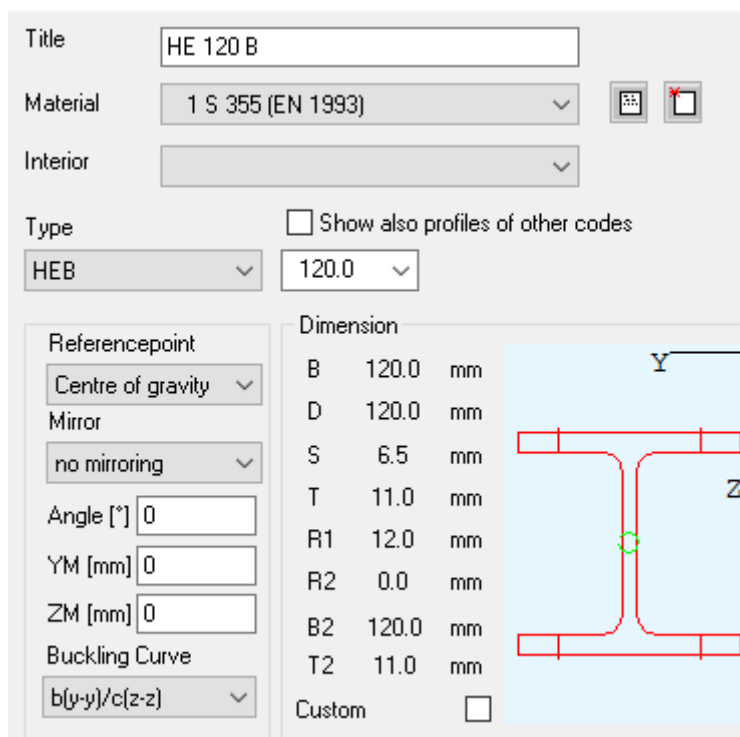 Title HE 120 B
Material 1 S 355 (EN 1993)
Interior
Type Show also profiles of other codes
HEB 120.0
Referencepoint
Centre of gravity
Mirror
no mirroring
Angle [°] 0
YM [mm] 0
ZM [mm] 0
Buckling Curve
b(y-y)/c(z-z)
Dimension
B 120.0 mm
D 120.0 mm
S 6.5 mm
T 11.0 mm
R1 12.0 mm
R2 0.0 mm
B2 120.0 mm
T2 11.0 mm
Custom
Y
Z